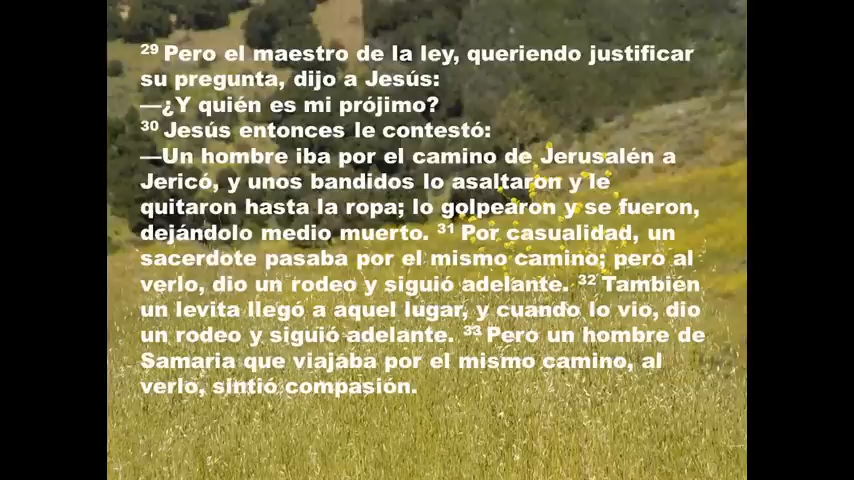 29 Pero el maestro de la ley, queriendo justificar
su pregunta, dijo a Jesús:
—¿Y quién es mi prójimo?
30 Jesús entonces le contestó:
—Un hombre iba por el camino de Jerusalén a
Jericó, y unos bandidos lo asaltaron y le
quitaron hasta la ropa; lo golpearon y se fueron,
dejándolo medio muerto. 31 Por casualidad, un
sacerdote pasaba por el mismo camino; pero al
verlo, dio un rodeo y siguió adelante. 32 También
un levita llegó a aquel lugar, y cuando lo vio, dio
un rodeo y siguió adelante. 33 Pero un hombre de
Samaria que viajaba por el mismo camino, al
verlo, sintió compasión.